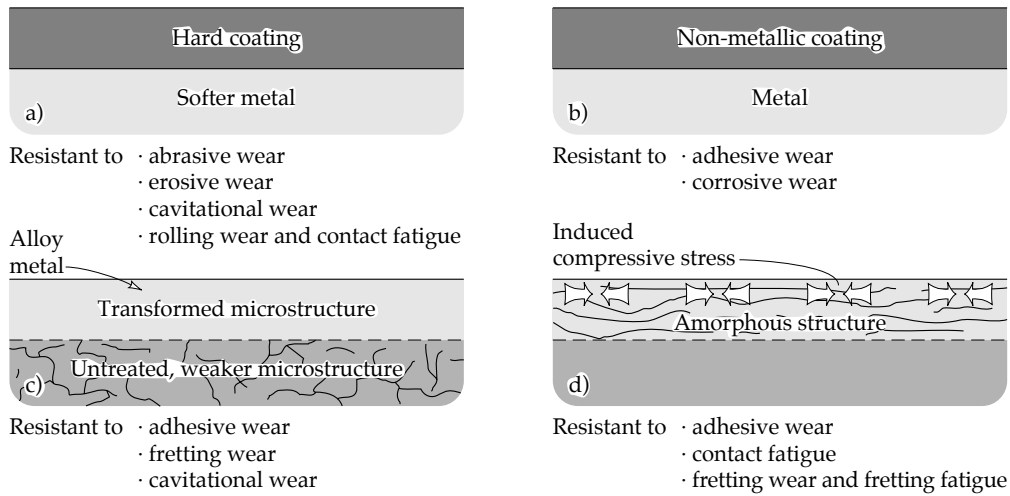 Hard coating
Softer metal
a)
Resistant to · abrasive wear
· erosive wear
· cavitational wear
· rolling wear and contact fatigue
Non-metallic coating
Metal
b)
Resistant to · adhesive wear
· corrosive wear
Alloy
metal
Transformed microstructure
Untreated, weaker microstructure
c)
Resistant to · adhesive wear
· fretting wear
· cavitational wear
Induced
compressive stress
Amorphous structure
d)
Resistant to · adhesive wear
· contact fatigue
· fretting wear and fretting fatigue